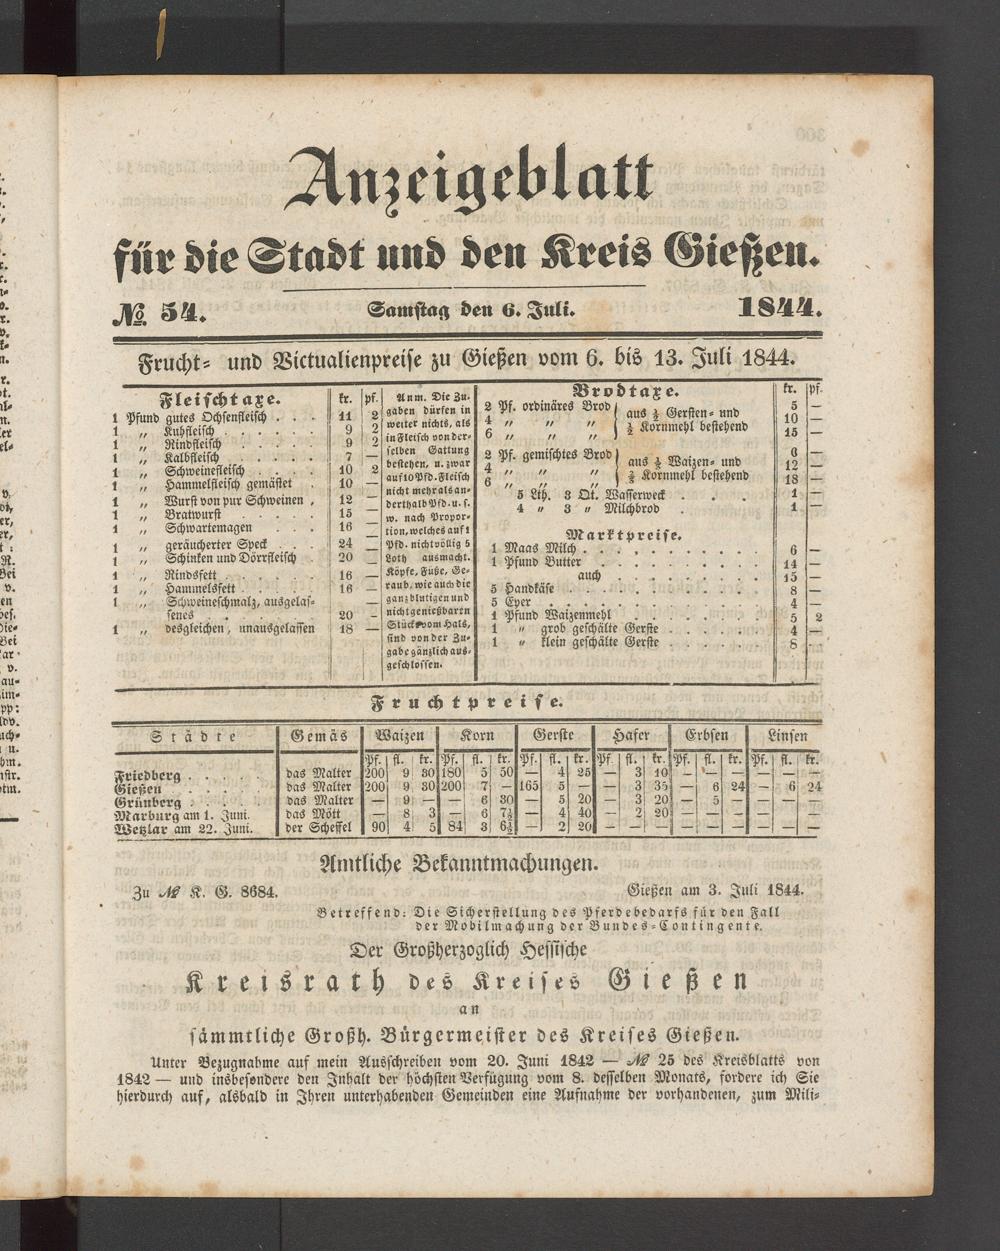 Anzeigeblatt
für die Stadt und den Kreis Gießen.
№ 54. Samstag den 6. Juli. 1844.
Frucht- und Victualienpreise zu Gießen vom 6. bis 13. Juli 1844.
Fleischtaxe. kr. pf.
1 Pfund gutes Ochsenfleisch . . . 11 2
1 „ Kuhfleisch . . . . . 9 2
1 „ Rindfleisch . . . . 9 2
1 „ Kalbfleisch . . . . 7 —
1 „ Schweinefleisch . . . . 10 2
1 „ Hammelfleisch gemästet . 10 —
1 „ Wurst von pur Schweinen , 12 —
1 „ Bratwurst . . . . 15 —
1 „ Schwartemagen . . . 16 —
1 „ geräucherter Speck . . . 24 —
1 „ Schinken und Dörrfleisch 20 —
1 „ Rindsfett . . . . . 16 —
1 „ Hammelsfett . . . . 16 —
1 „ Schweineschmalz, ausgelas-
senes . . . . 20 -
1 „ desgleichen, unausgelassen 18 —
Anm. Die Zu-
gaben dürfen in
weiter nichts, als
in Fleisch von der-
selben Gattung
bestehen, u. zwar
auf 10 Pfd. Fleisch
nicht mehr als an-
derthalb Pfd. u. s.
w. nach Propor-
tion, welches auf 1
Pfd. nicht völlig 5
Loth ausmacht.
Köpfe, Füße, Ge-
raub, wie auch die
ganz blutigen und
nicht genießbaren
Stücke vom Hals,
sind von der Zu-
gabe gänzlich aus-
geschlossen.
Brodtaxe. kr. pf.
2 Pf. ordinäres Brod 5 —
4 „ „ „ aus ½ Gersten- und 10 —
6 „ „ „ ½ Kornmehl bestehend 15 —
2 Pf. gemischtes Brod 6 —
4 „ „ „ aus Waizen- und 12 —
6 „ „ „ Kornmehl bestehend 18 —
5 Lth. 3 Qt. Wasserweck . . 1 —
4 „ 3 „ Milchbrod . . 1 —
Marktpreise.
1 Maas Milch . . . . . . . . . 6 —
1 Pfund Butter . . . . . . . . 14 —
auch . . . . . . . . 15 —
5 Handkäse . . . . . . . . . 8 —
5 Eyer . . . . . . . . . . 4 —
1 Pfund Waizenmehl . . . . . . . 5 2
1 „ grob geschälte Gerste . . . . . 4 —
1 „ klein geschälte Gerste . . . . . 8 -
Fruchtpreise.
Städte Gemäs Waizen Korn Gerste Hafer Erbsen Linsen
Pf. fl. kr. Pf. fl. kr. Pf. fl. kr. Pf. fl. kr. Pf. fl. kr. Pf. fl. kr.
Friedberg . . . . . das Malter 200 9 30 180 5 50 — 4 25 — 3 10 — — — — — —
Gießen . . . . . das Malter 200 9 30 200 7 — 165 5 — — 3 35 — 6 24 — 6 24
Grünberg . . . . das Malter — 9 — — 6 30 — 5 20 — 3 20 — 5 — — — —
Marburg am 1. Juni. das Mött — 8 3 — 6 7½ — 4 40 — 2 20 — — — — — —
Wetzlar am 22. Juni. der Scheffel 90 4 5 84 3 6½ — 2 20 — — — — — — — — —
Amtliche Bekanntmachungen.
Zu № K. G. 8684. Gießen am 3. Juli 1844.
Betreffend: Die Sicherstellung des Pferdebedarfs für den Fall
der Mobilmachung der Bundes-Contingente.
Der Großherzoglich Hessische
Kreisrath des Kreises Gießen
an
sämmtliche Großh. Bürgermeister des Kreises Gießen.
Unter Bezugnahme auf mein Ausschreiben vom 20. Juni 1842 — № 25 des Kreisblatts von
1842 — und insbesondere den Inhalt der höchsten Verfügung vom 8. desselben Monats, fordere ich Sie
hierdurch auf, alsbald in Ihren unterhabenden Gemeinden eine Aufnahme der vorhandenen, zum Mili-